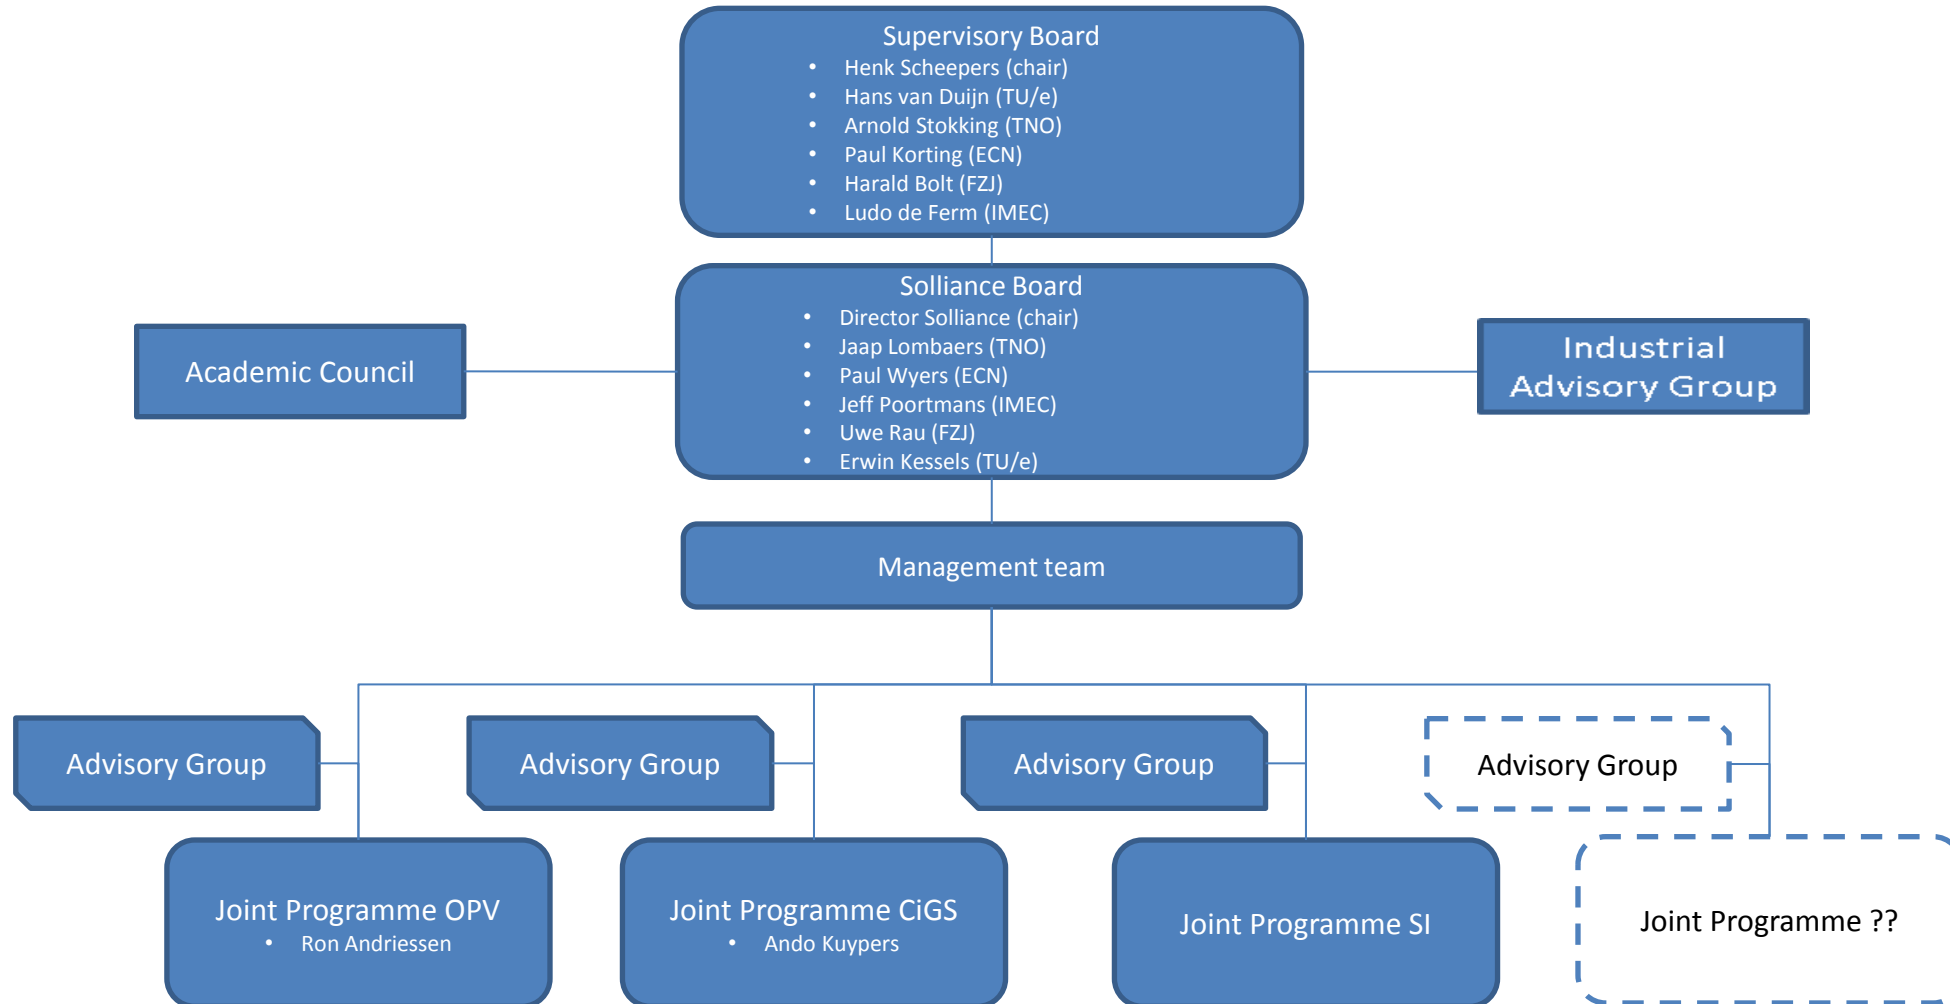 Supervisory Board
• Henk Scheepers (chair)
• Hans van Duijn (TU/e)
• Arnold Stokking (TNO)
• Paul Korting (ECN)
• Harald Bolt (FZJ)
• Ludo de Ferm (IMEC)
Solliance Board
• Director Solliance (chair)
• Jaap Lombaers (TNO)
• Paul Wyers (ECN)
• Jeff Poortmans (IMEC)
• Uwe Rau (FZJ)
• Erwin Kessels (TU/e)
Academic Council
Industrial
Advisory Group
Management team
Advisory Group
Advisory Group
Advisory Group
Advisory Group
Joint Programme OPV
• Ron Andriessen
Joint Programme CiGS
• Ando Kuypers
Joint Programme SI
Joint Programme ??